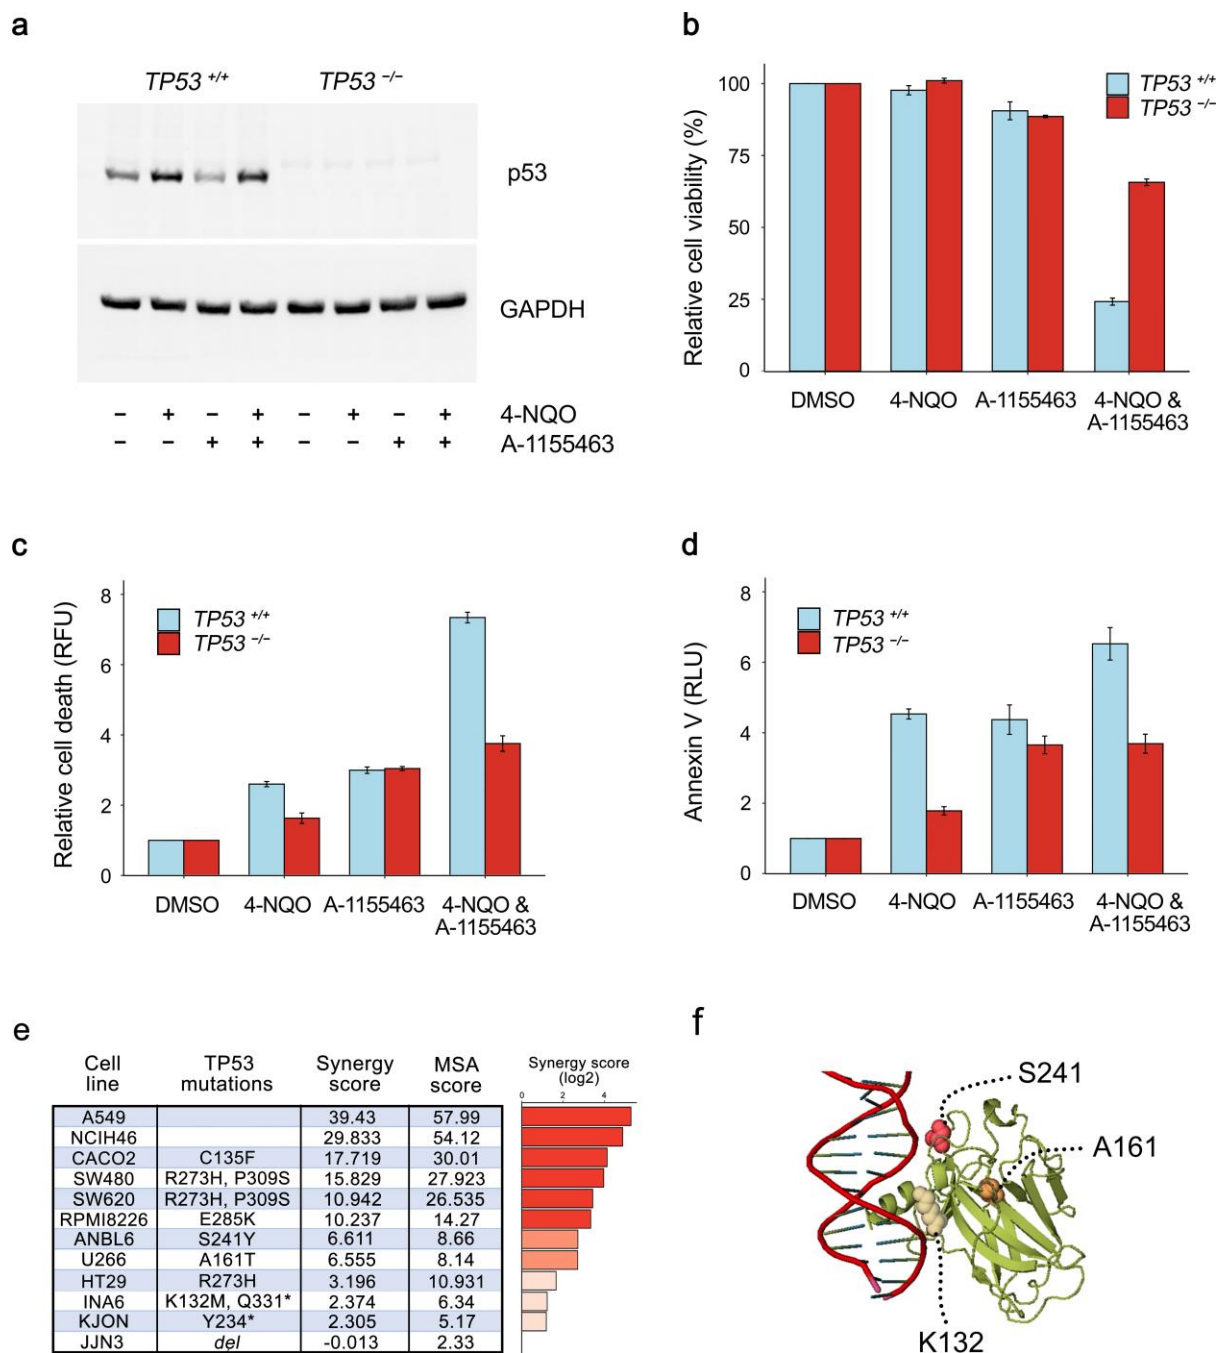 a
TP53 +/+ TP53 –/–
p53
GAPDH
– + – + – + – + 4-NQO
– – + + – – + + A-1155463
b
Relative cell viability (%)
100
75
50
25
0
TP53 +/+
TP53 –/–
DMSO 4-NQO A-1155463 4-NQO &
A-1155463
c
Relative cell death (RFU)
8
6
4
2
0
TP53 +/+
TP53 –/–
DMSO 4-NQO A-1155463 4-NQO &
A-1155463
d
Annexin V (RLU)
8
6
4
2
0
TP53 +/+
TP53 –/–
DMSO 4-NQO A-1155463 4-NQO &
A-1155463
e
Cell TP53 Synergy MSA
line mutations score score
Synergy score
(log2)
0 2 4
A549 39.43 57.99
NCIH46 29.833 54.12
CACO2 C135F 17.719 30.01
SW480 R273H, P309S 15.829 27.923
SW620 R273H, P309S 10.942 26.535
RPMI8226 E285K 10.237 14.27
ANBL6 S241Y 6.611 8.66
U266 A161T 6.555 8.14
HT29 R273H 3.196 10.931
INA6 K132M, Q331* 2.374 6.34
KJON Y234* 2.305 5.17
JJN3 del -0.013 2.33
f
S241
A161
K132